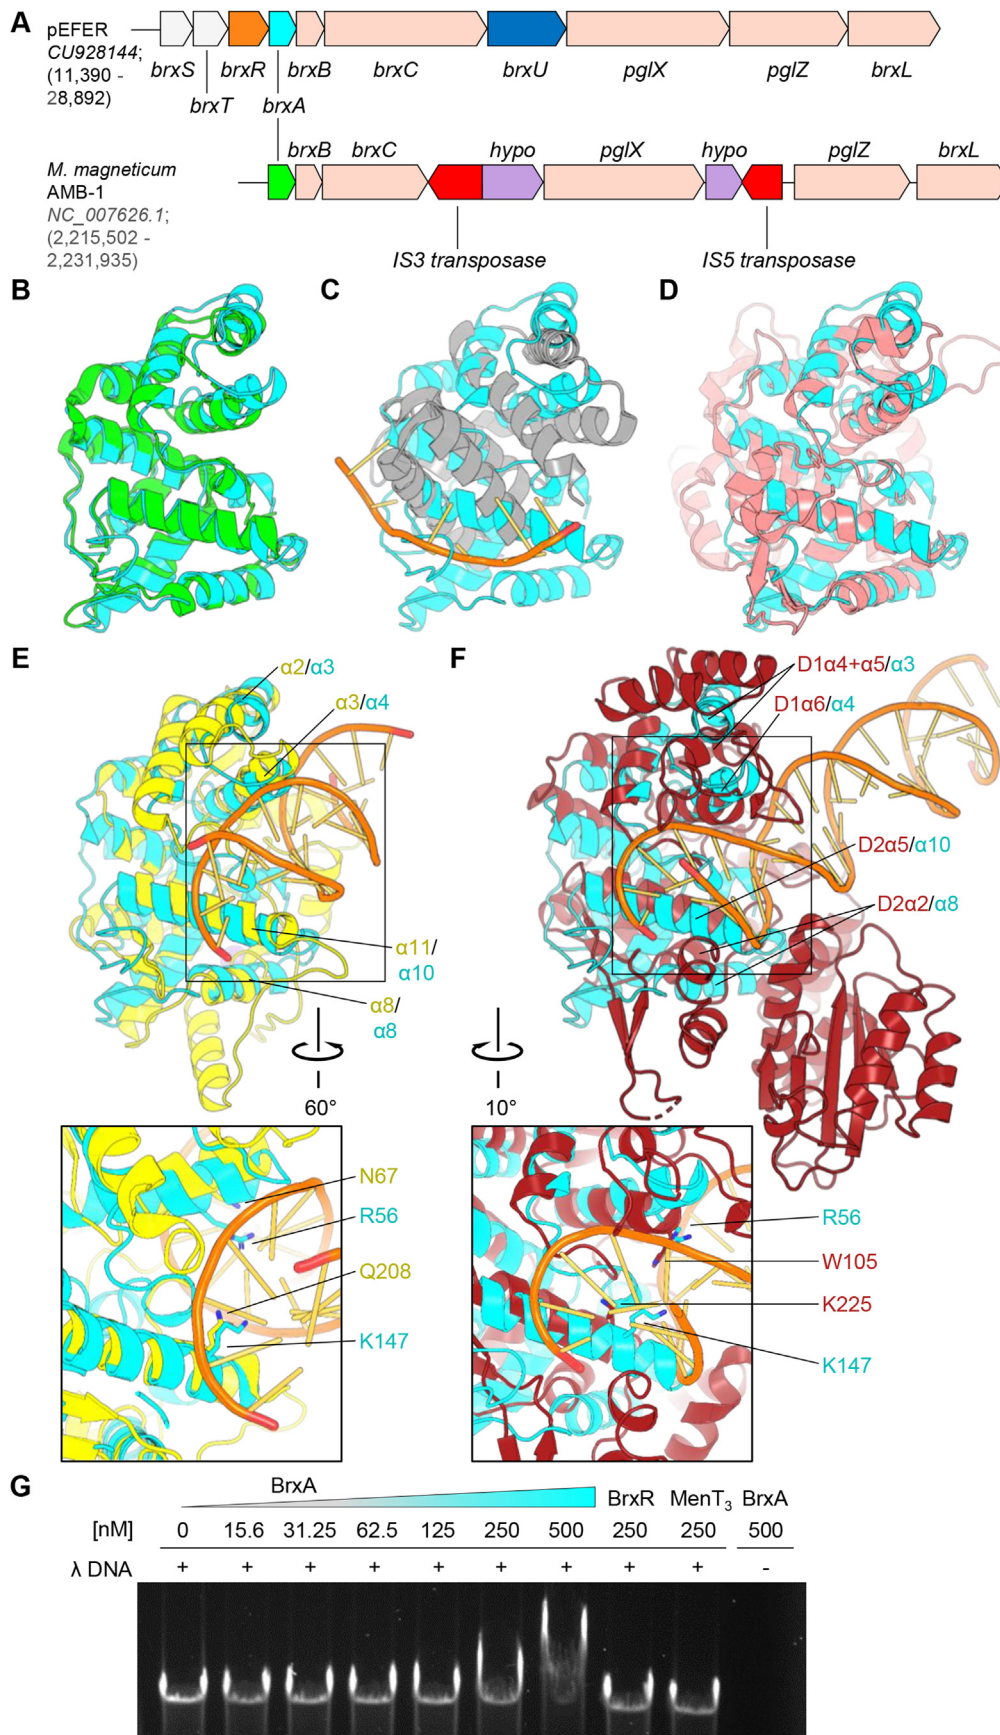 A
pEFER
CU928144;
(11,390 -
28,892)
brxS
brxR
brxB
brxC
brxU
pglX
pglZ
brxL
brxT
brxA
brxB
brxC
hypo
pglX
hypo
pglZ
brxL
M. magneticum
AMB-1
NC_007626.1;
(2,215,502 -
2,231,935)
IS3 transposase
IS5 transposase
B
C
D
E
α2/α3
α3/α4
α11/
α10
α8/
α8
60°
F
D1α4+α5/α3
D1α6/α4
D2α5/α10
D2α2/α8
10°
N67
R56
Q208
K147
R56
W105
K225
K147
G
BrxA
BrxR
MenT3
BrxA
[nM]
0
15.6
31.25
62.5
125
250
500
250
250
500
λ DNA
+
+
+
+
+
+
+
+
+
-